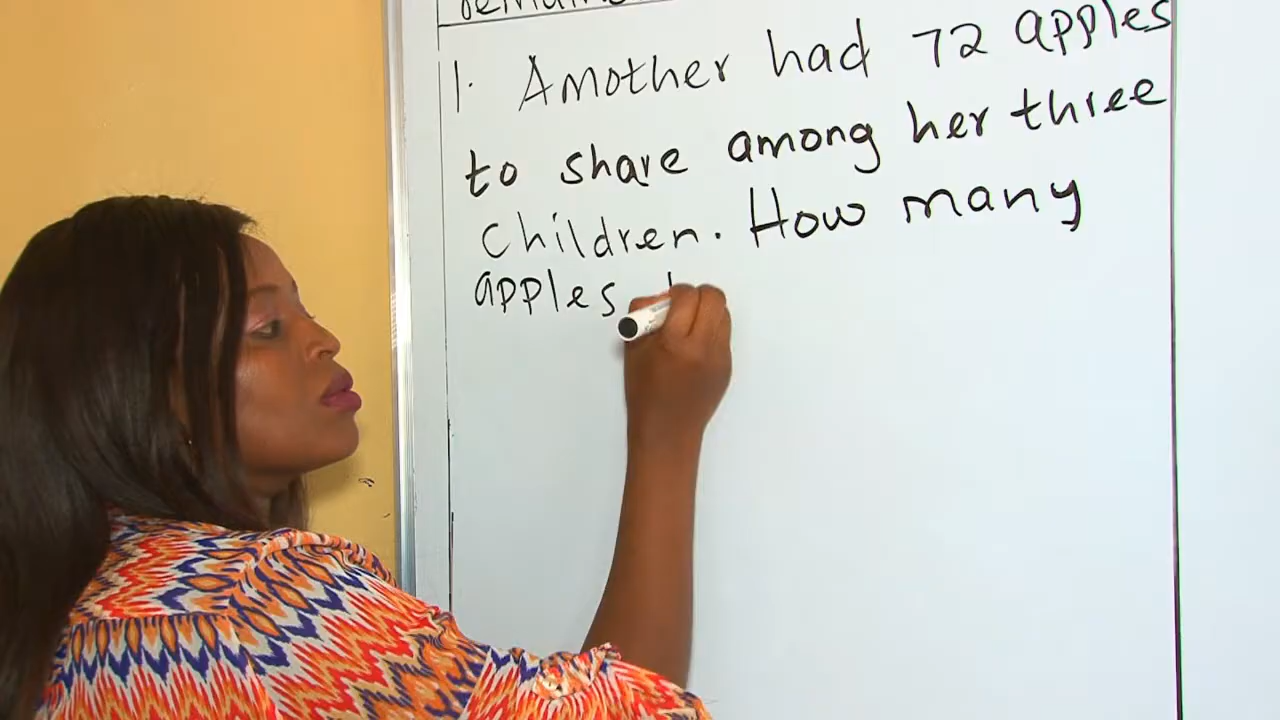 1. Amother had 72 apples
to share among her three
children. How many
apples